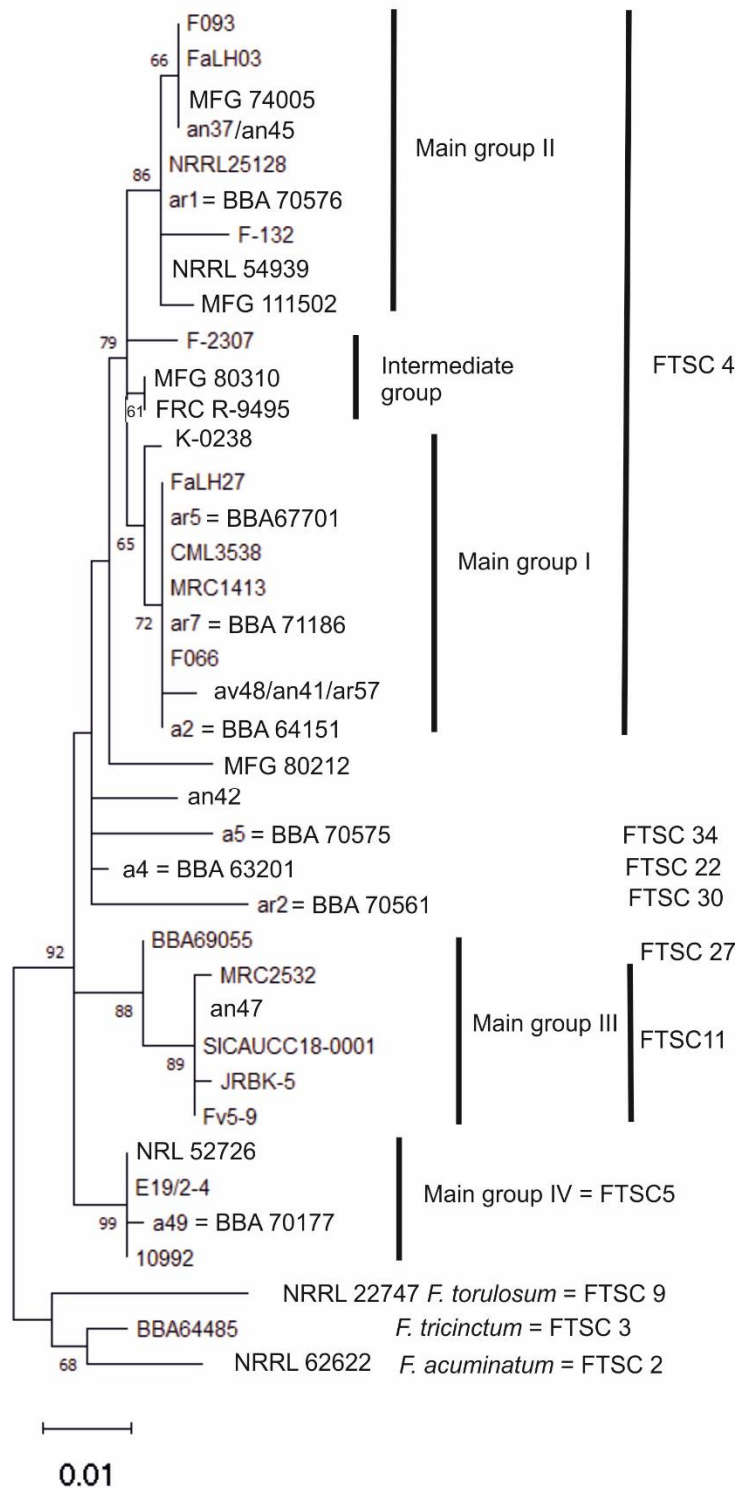 F093
66
FaLH03
MFG 74005
an37/an45
Main group II
NRRL25128
86
ar1 = BBA 70576
F-132
NRRL 54939
MFG 111502
F-2307
79
Intermediate
group
FTSC 4
MFG 80310
61
FRC R-9495
K-0238
FaLH27
ar5 = BBA67701
65
CML3538
Main group I
MRC1413
72
ar7 = BBA 71186
F066
av48/an41/ar57
a2 = BBA 64151
MFG 80212
an42
a5 = BBA 70575 FTSC 34
a4 = BBA 63201 FTSC 22
ar2 = BBA 70561 FTSC 30
BBA69055 FTSC 27
92
MRC2532
88
an47
Main group III
SICAUCC18-0001 FTSC11
89
JRBK-5
Fv5-9
NRL 52726
E19/2-4
Main group IV = FTSC5
99
a49 = BBA 70177
10992
NRRL 22747 F. torulosum = FTSC 9
BBA64485 F. tricinctum = FTSC 3
68
NRRL 62622 F. acuminatum = FTSC 2
0.01